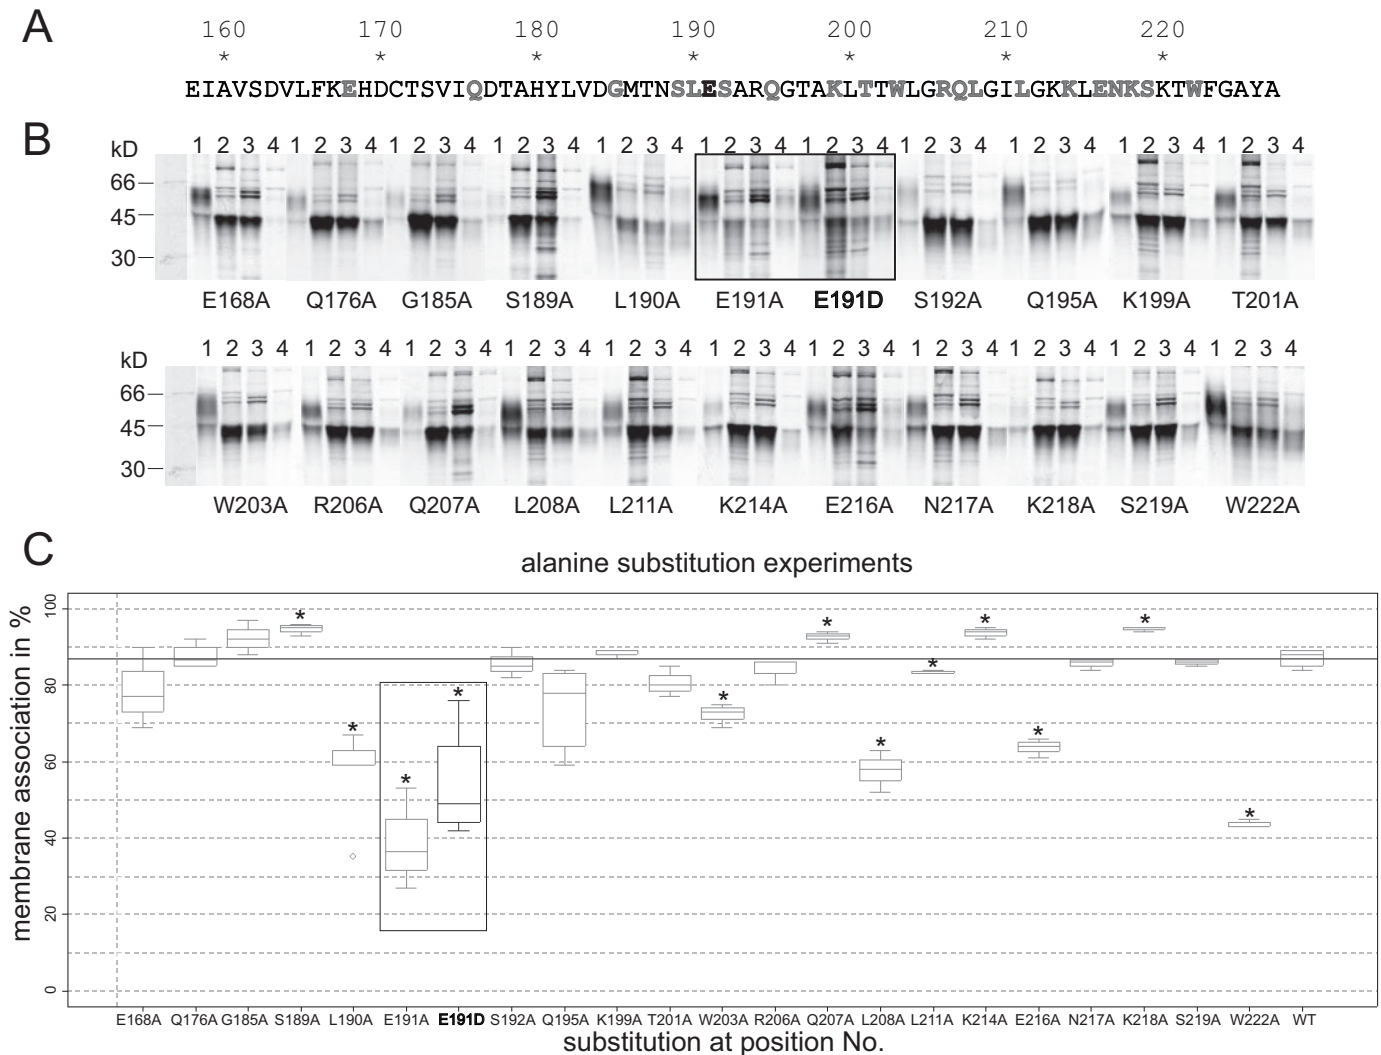 A
160 170 180 190 200 210 220
* * * * * * *
EIAVSDVLFKEHDCTSVIQDTAHYLVDGMTNSLESARQGTAKLTTWLGRQLGILGKKLENKSKTWFGAYA
B
kD 1 2 3 4 1 2 3 4 1 2 3 4 1 2 3 4 1 2 3 4 1 2 3 4 1 2 3 4 1 2 3 4 1 2 3 4 1 2 3 4 1 2 3 4
66
45
30
E168A Q176A G185A S189A L190A E191A E191D S192A Q195A K199A T201A
kD 1 2 3 4 1 2 3 4 1 2 3 4 1 2 3 4 1 2 3 4 1 2 3 4 1 2 3 4 1 2 3 4 1 2 3 4 1 2 3 4 1 2 3 4
66
45
30
W203A R206A Q207A L208A L211A K214A E216A N217A K218A S219A W222A
C
alanine substitution experiments
membrane association in %
100
80
60
40
20
0
* * * * * * * * * * * *
E168A Q176A G185A S189A L190A E191A E191D S192A Q195A K199A T201A W203A R206A Q207A L208A L211A K214A E216A N217A K218A S219A W222A WT
substitution at position No.